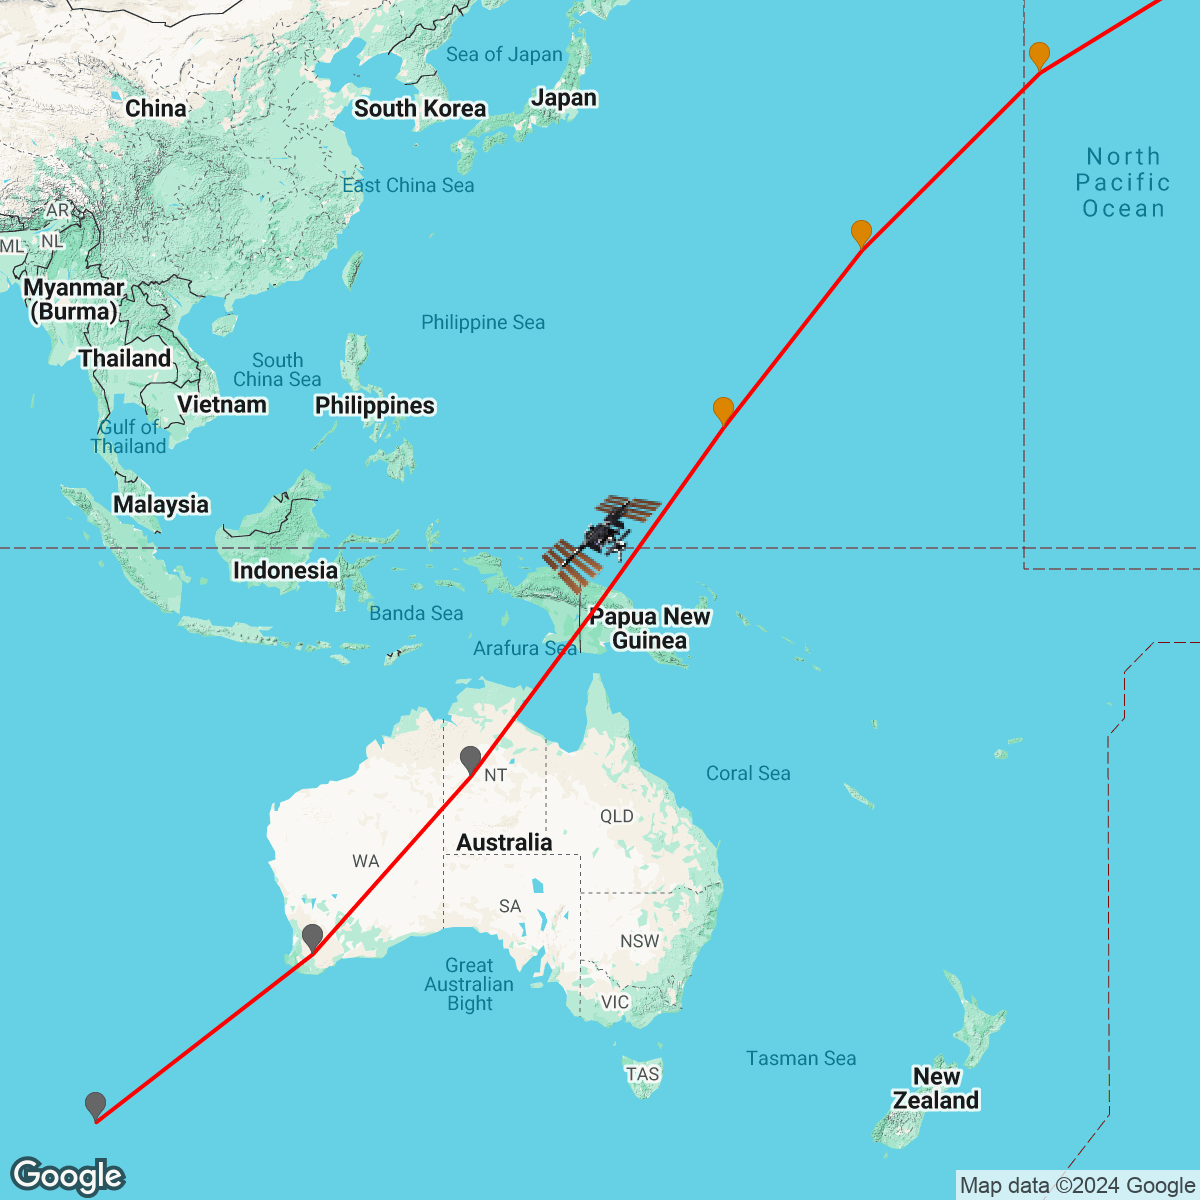 Sea of Japan
Japan
China
South Korea
North
Pacific
Ocean
East China Sea
AR
NL
ML
Myanmar
(Burma)
Philippine Sea
Thailand
South
China Sea
Vietnam
Philippines
Gulf of
Thailand
Malaysia
Indonesia
Banda Sea
Papua New
Guinea
Arafura Sea
NT
Coral Sea
QLD
Australia
WA
SA
NSW
Great
Australian
Bight
VIC
Tasman Sea
TAS
New
Zealand
Google
Map data ©2024 Google